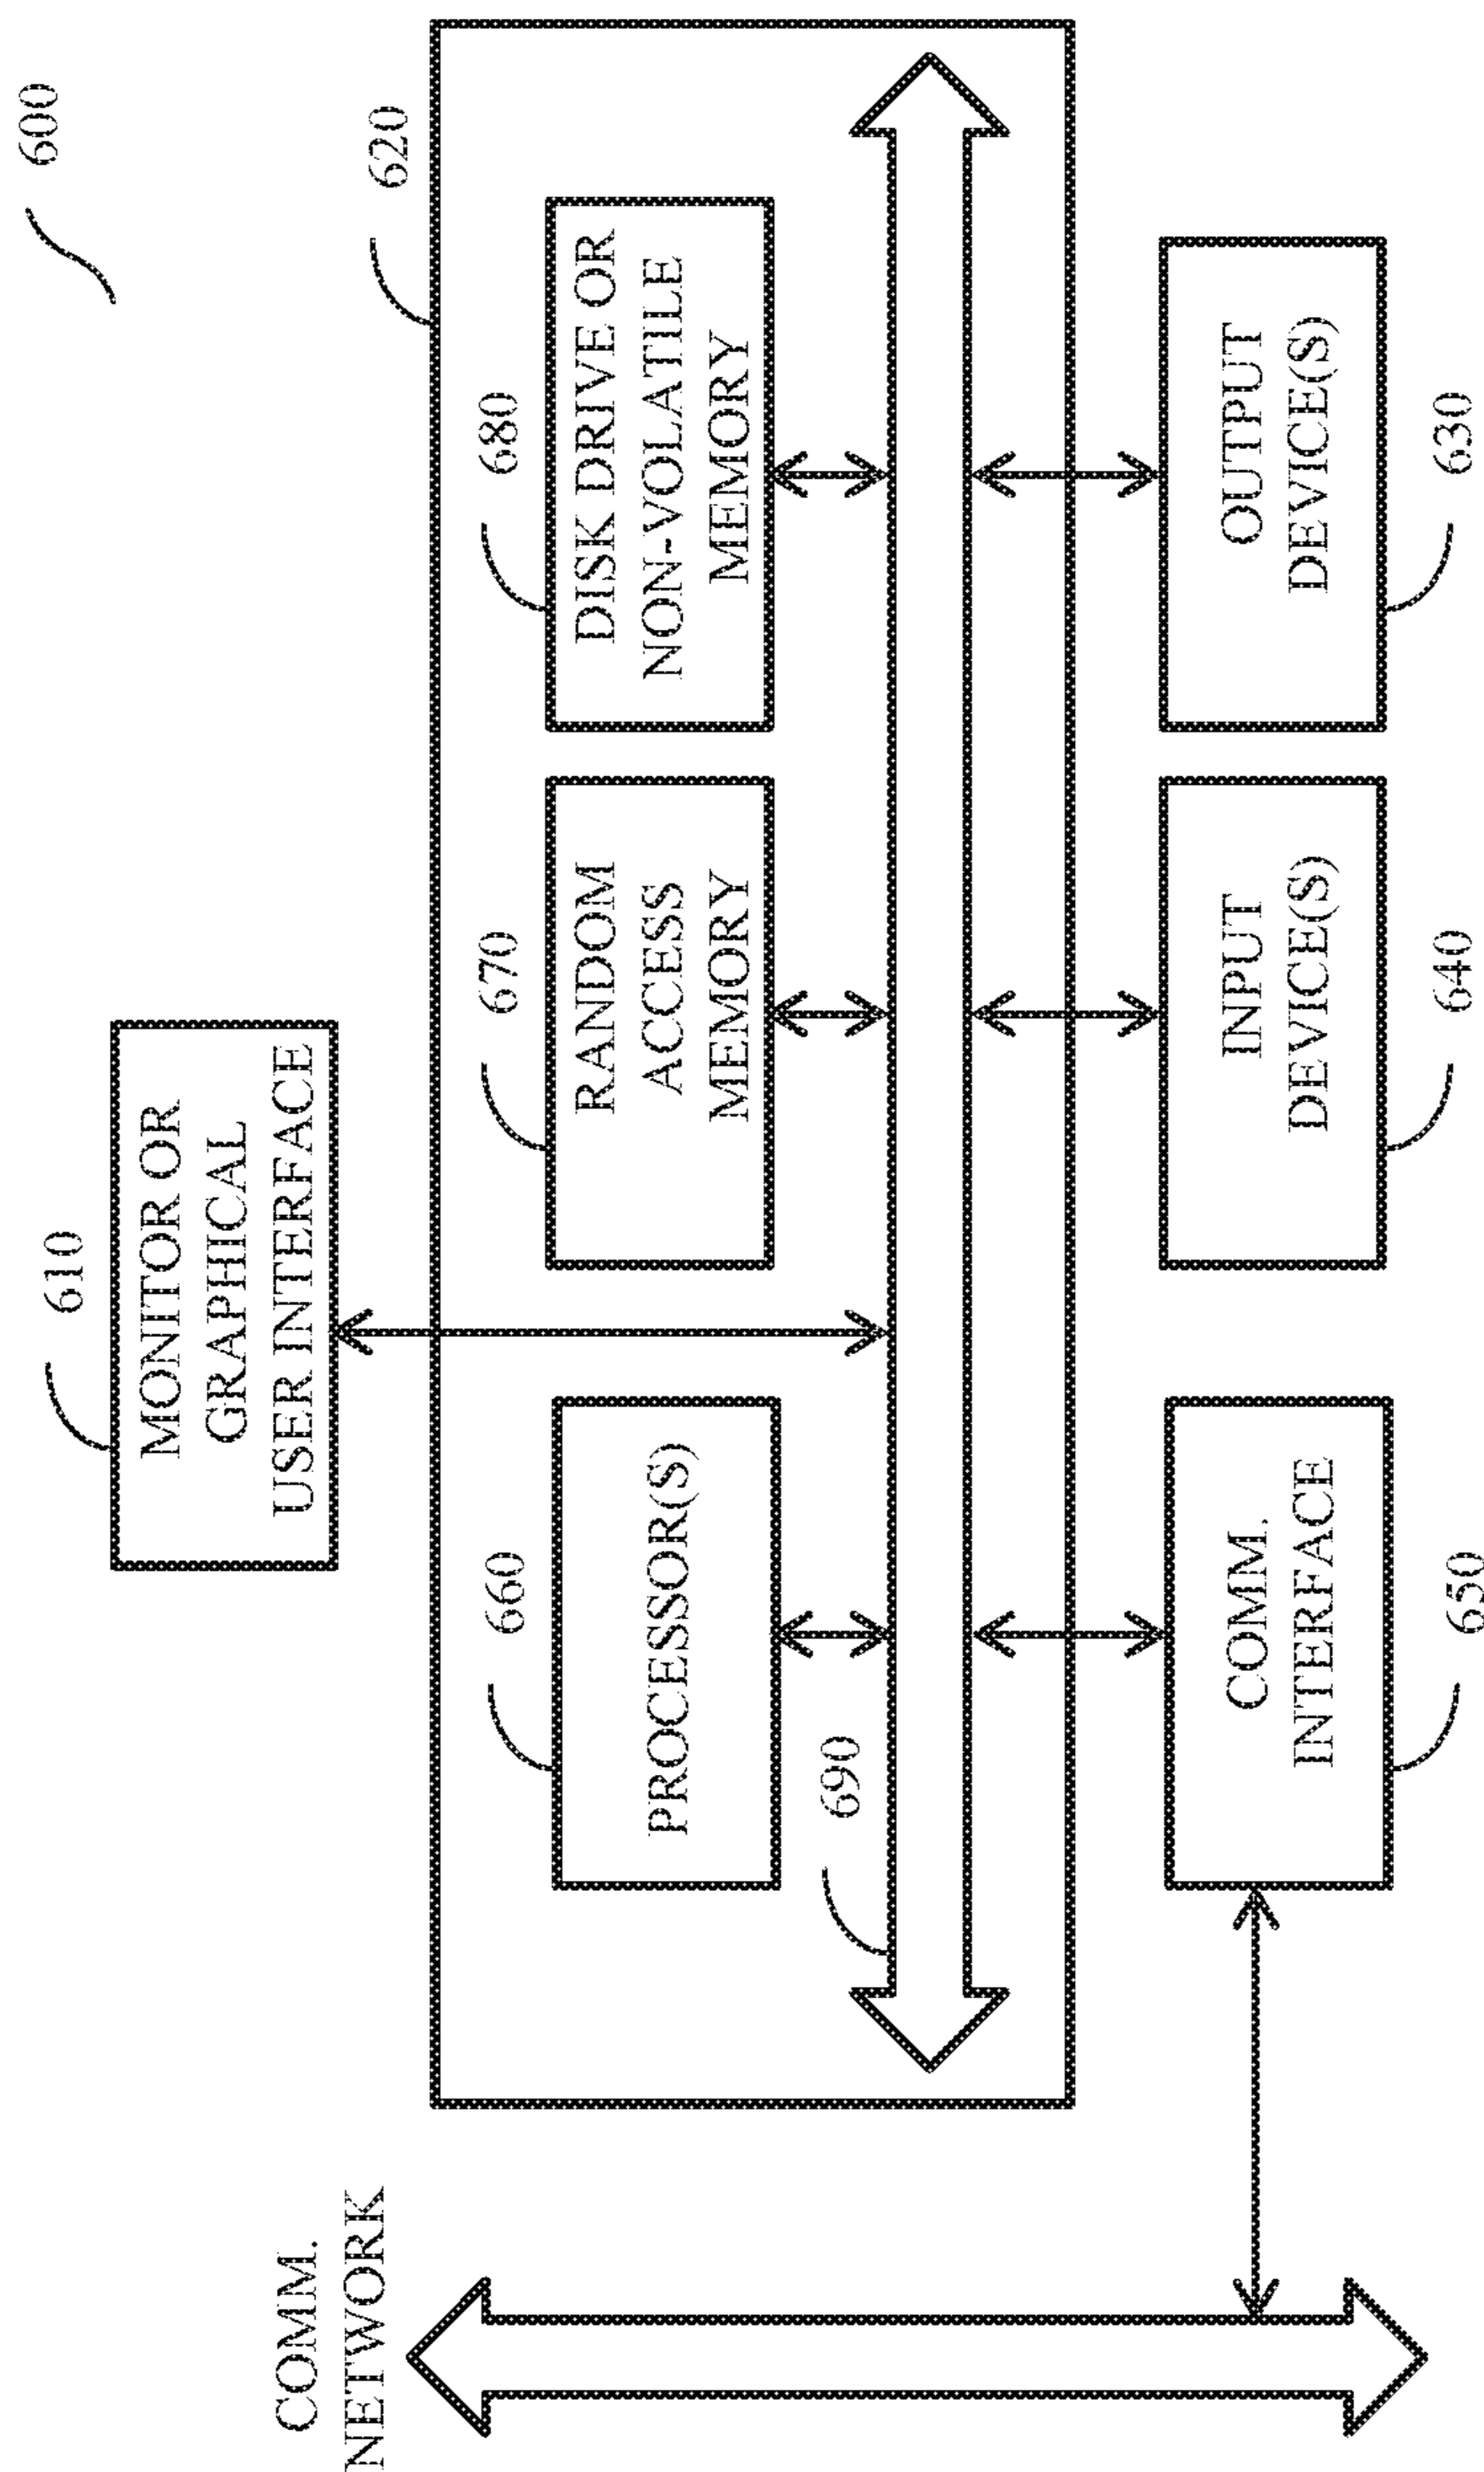 600
610
MONITOR OR
GRAPHICAL
USER INTERFACE
620
COMM.
NETWORK
660
PROCESSOR(S)
670
RANDOM
ACCESS
MEMORY
680
DISK DRIVE OR
NON-VOLATILE
MEMORY
690
COMM.
INTERFACE
650
INPUT
DEVICE(S)
640
OUTPUT
DEVICE(S)
630